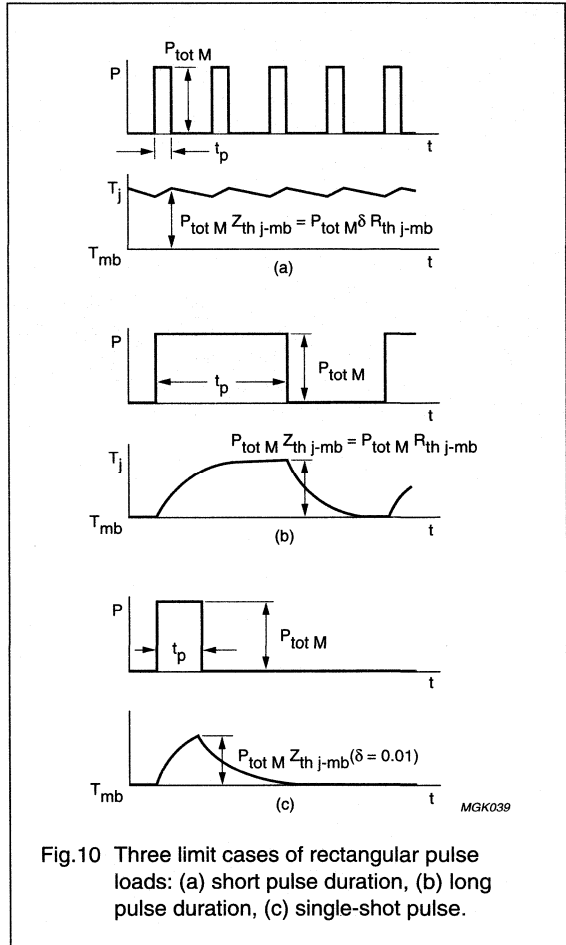 P_tot M
P
t_p
t
T_j
P_tot M Z_th j-mb = P_tot M δ R_th j-mb
T_mb
t
(a)
P
P_tot M
t_p
t
P_tot M Z_th j-mb = P_tot M R_th j-mb
T_j
T_mb
t
(b)
P
P_tot M
t_p
t
P_tot M Z_th j-mb (δ = 0.01)
T_mb
t
(c)
MGK039
Fig.10 Three limit cases of rectangular pulse
loads: (a) short pulse duration, (b) long
pulse duration, (c) single-shot pulse.